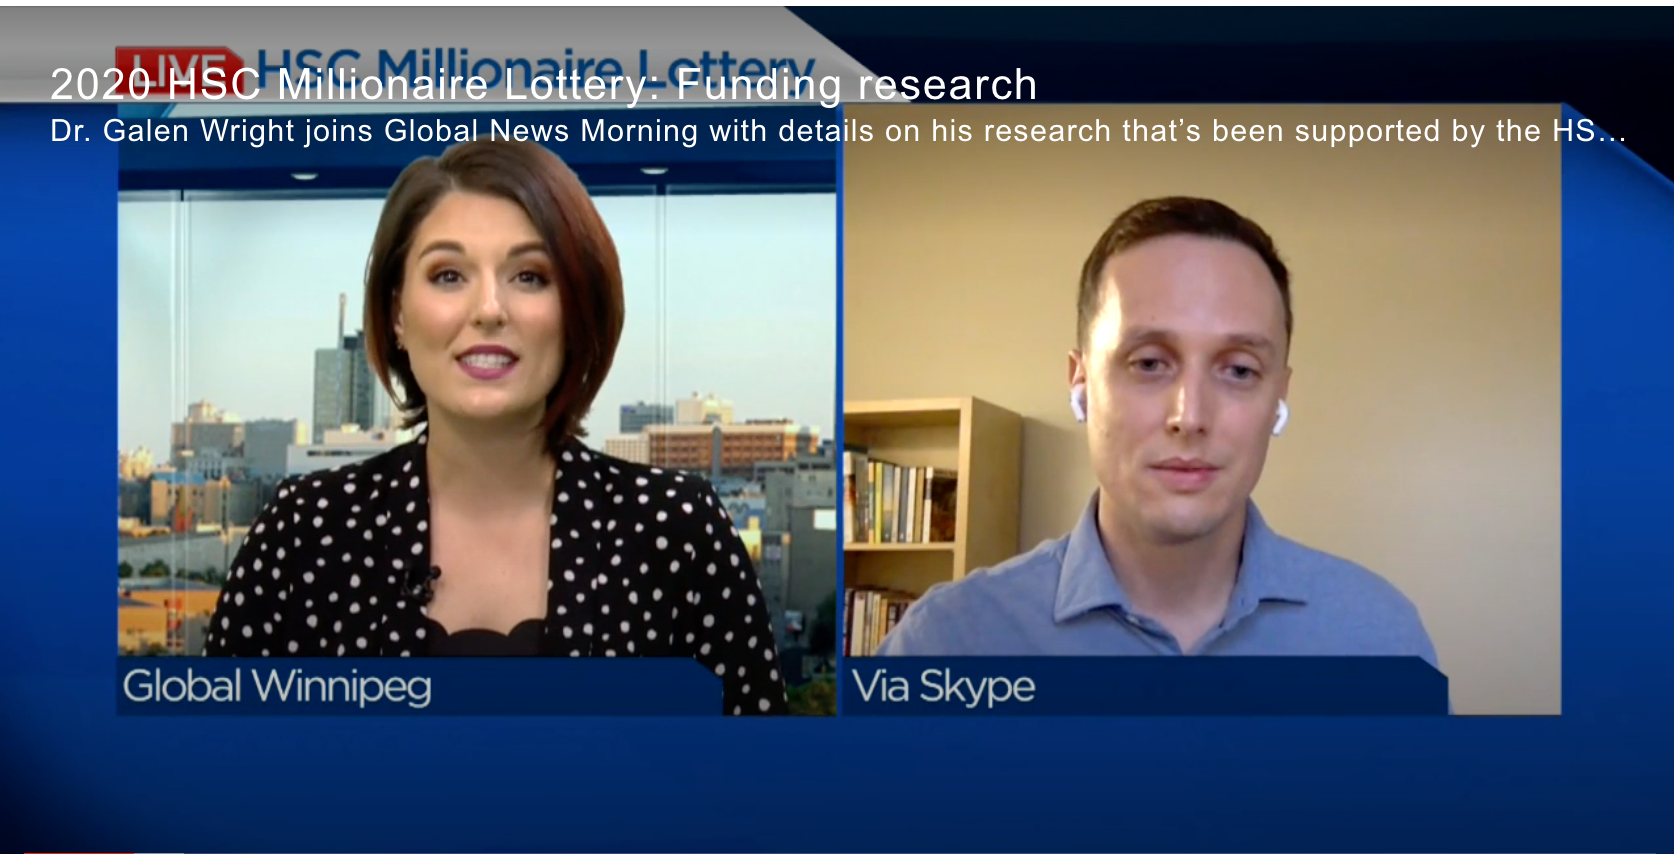 LIVE HSC Millionaire Lottery
2020 HSC Millionaire Lottery: Funding research
Dr. Galen Wright joins Global News Morning with details on his research that’s been supported by the HS...
Global Winnipeg
Via Skype